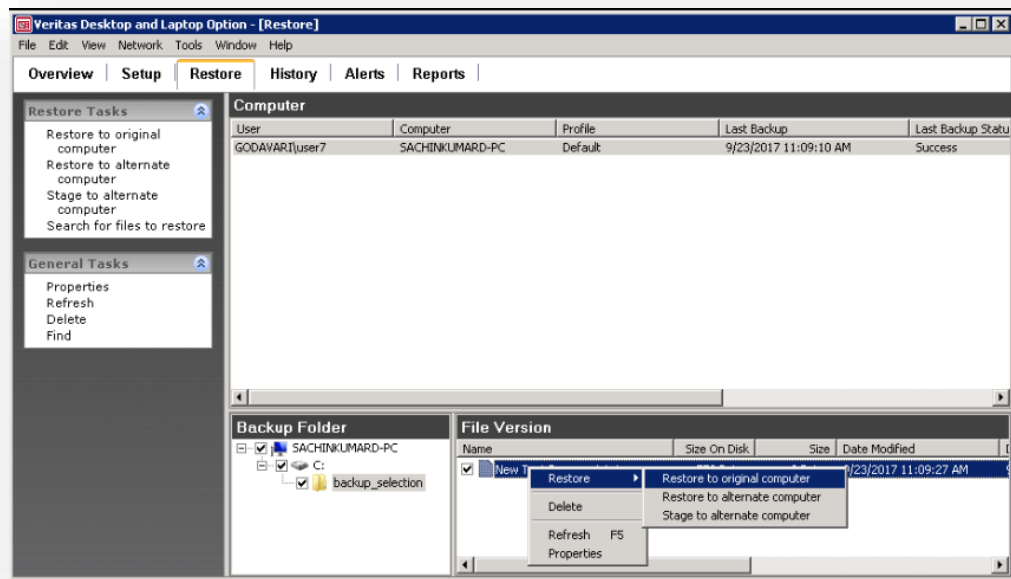 Veritas Desktop and Laptop Option - [Restore]
File Edit View Network Tools Window Help
Overview Setup Restore History Alerts Reports
Restore Tasks
Restore to original
computer
Restore to alternate
computer
Stage to alternate
computer
Search for files to restore
General Tasks
Properties
Refresh
Delete
Find
Computer
User Computer Profile Last Backup Last Backup Statu
GODAVARI\user7 SACHINKUMARD-PC Default 9/23/2017 11:09:10 AM Success
Backup Folder
SACHINKUMARD-PC
C:
backup_selection
File Version
Name Size On Disk Size Date Modified
New /23/2017 11:09:27 AM
Restore
Delete
Refresh F5
Properties
Restore to original computer
Restore to alternate computer
Stage to alternate computer